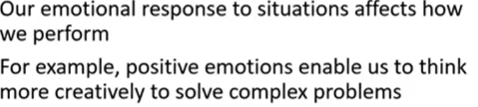 Our emotional response to situations affects how
we perform
For example, positive emotions enable us to think
more creatively to solve complex problems